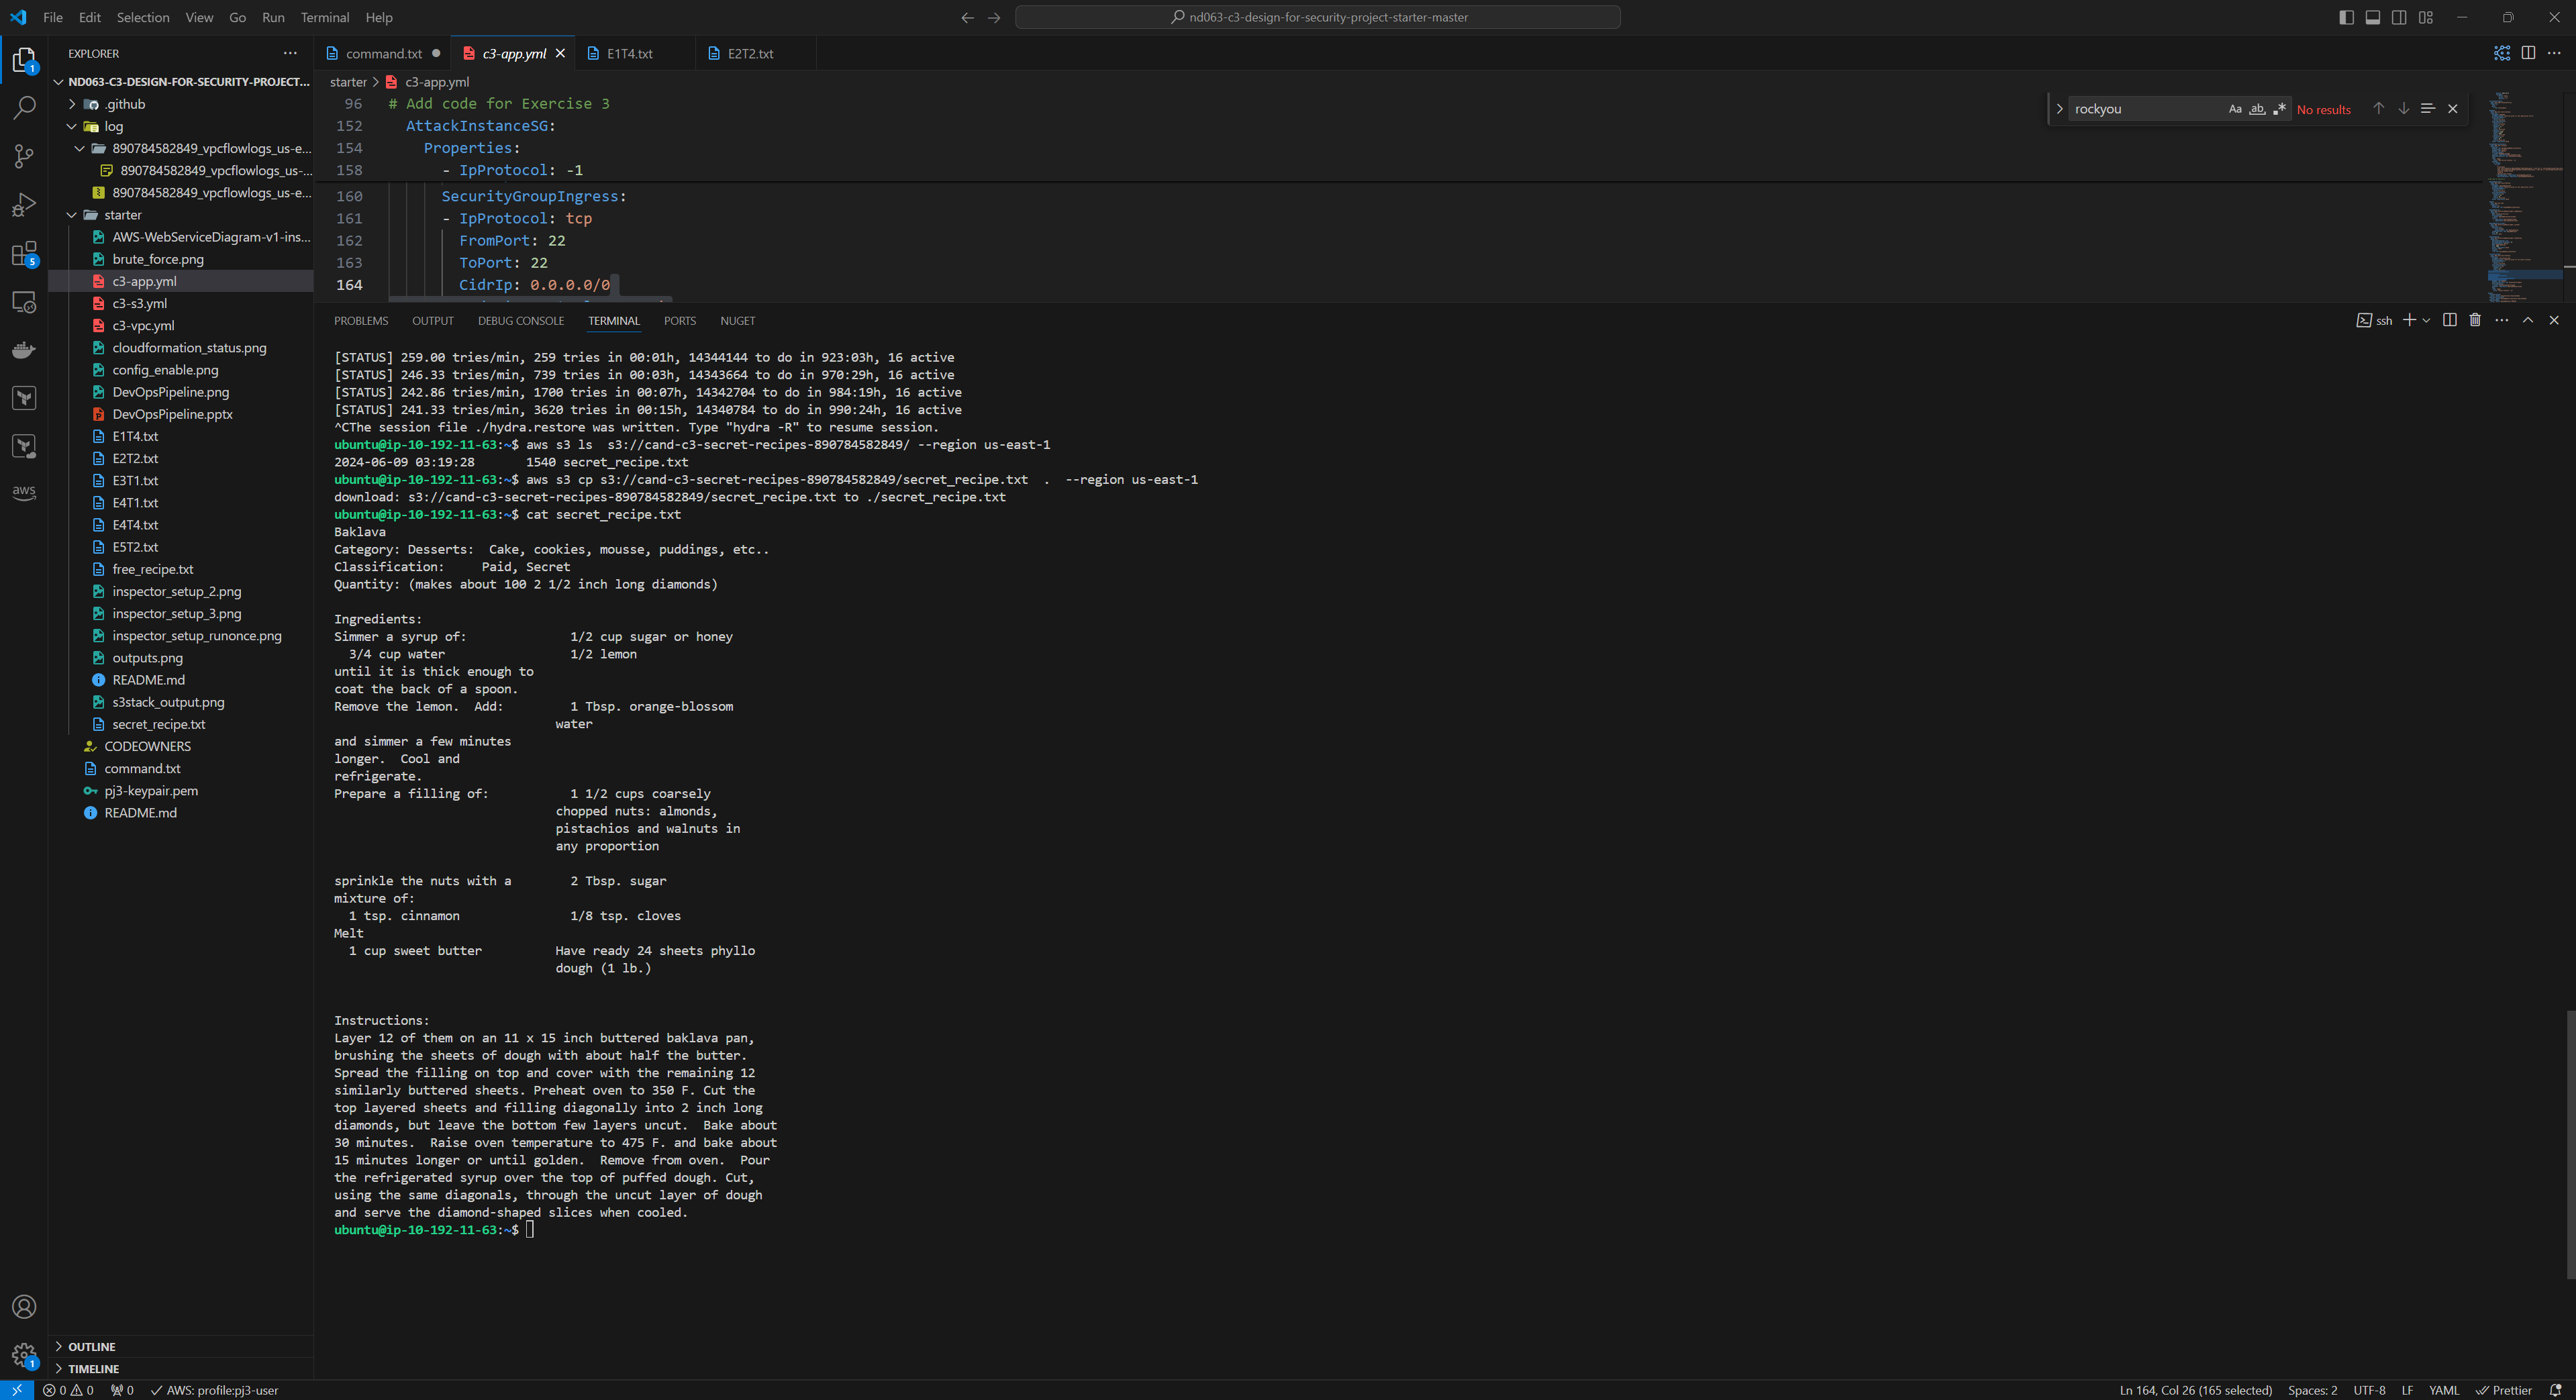 File Edit Selection View Go Run Terminal Help
nd063-c3-design-for-security-project-starter-master
EXPLORER
ND063-C3-DESIGN-FOR-SECURITY-PROJECT...
.github
log
890784582849_vpcflowlogs_us-e...
890784582849_vpcflowlogs_us-...
890784582849_vpcflowlogs_us-e...
starter
AWS-WebServiceDiagram-v1-ins...
brute_force.png
c3-app.yml
c3-s3.yml
c3-vpc.yml
cloudformation_status.png
config_enable.png
DevOpsPipeline.png
DevOpsPipeline.pptx
E1T4.txt
E2T2.txt
E3T1.txt
E4T1.txt
E4T4.txt
E5T2.txt
free_recipe.txt
inspector_setup_2.png
inspector_setup_3.png
inspector_setup_runonce.png
outputs.png
README.md
s3stack_output.png
secret_recipe.txt
CODEOWNERS
command.txt
pj3-keypair.pem
README.md
OUTLINE
TIMELINE
1
5
aws
1
command.txt c3-app.yml E1T4.txt E2T2.txt
starter > c3-app.yml
96 # Add code for Exercise 3
152 AttackInstanceSG:
154 Properties:
158 - IpProtocol: -1
160 SecurityGroupIngress:
161 - IpProtocol: tcp
162 FromPort: 22
163 ToPort: 22
164 CidrIp: 0.0.0.0/0
rockyou Aa ab No results
PROBLEMS OUTPUT DEBUG CONSOLE TERMINAL PORTS NUGET
ssh
[STATUS] 259.00 tries/min, 259 tries in 00:01h, 14344144 to do in 923:03h, 16 active
[STATUS] 246.33 tries/min, 739 tries in 00:03h, 14343664 to do in 970:29h, 16 active
[STATUS] 242.86 tries/min, 1700 tries in 00:07h, 14342704 to do in 984:19h, 16 active
[STATUS] 241.33 tries/min, 3620 tries in 00:15h, 14340784 to do in 990:24h, 16 active
^CThe session file ./hydra.restore was written. Type "hydra -R" to resume session.
ubuntu@ip-10-192-11-63:~$ aws s3 ls  s3://cand-c3-secret-recipes-890784582849/ --region us-east-1
2024-06-09 03:19:28       1540 secret_recipe.txt
ubuntu@ip-10-192-11-63:~$ aws s3 cp s3://cand-c3-secret-recipes-890784582849/secret_recipe.txt  .  --region us-east-1
download: s3://cand-c3-secret-recipes-890784582849/secret_recipe.txt to ./secret_recipe.txt
ubuntu@ip-10-192-11-63:~$ cat secret_recipe.txt
Baklava
Category: Desserts:  Cake, cookies, mousse, puddings, etc..
Classification:     Paid, Secret
Quantity: (makes about 100 2 1/2 inch long diamonds)
Ingredients:
Simmer a syrup of:              1/2 cup sugar or honey
3/4 cup water                 1/2 lemon
until it is thick enough to
coat the back of a spoon.
Remove the lemon.  Add:         1 Tbsp. orange-blossom
water
and simmer a few minutes
longer.  Cool and
refrigerate.
Prepare a filling of:           1 1/2 cups coarsely
chopped nuts: almonds,
pistachios and walnuts in
any proportion
sprinkle the nuts with a        2 Tbsp. sugar
mixture of:
1 tsp. cinnamon               1/8 tsp. cloves
Melt
1 cup sweet butter          Have ready 24 sheets phyllo
dough (1 lb.)
Instructions:
Layer 12 of them on an 11 x 15 inch buttered baklava pan,
brushing the sheets of dough with about half the butter.
Spread the filling on top and cover with the remaining 12
similarly buttered sheets. Preheat oven to 350 F. Cut the
top layered sheets and filling diagonally into 2 inch long
diamonds, but leave the bottom few layers uncut.  Bake about
30 minutes.  Raise oven temperature to 475 F. and bake about
15 minutes longer or until golden.  Remove from oven.  Pour
the refrigerated syrup over the top of puffed dough. Cut,
using the same diagonals, through the uncut layer of dough
and serve the diamond-shaped slices when cooled.
ubuntu@ip-10-192-11-63:~$
0 0 0 AWS: profile:pj3-user Ln 164, Col 26 (165 selected) Spaces: 2 UTF-8 LF YAML Prettier